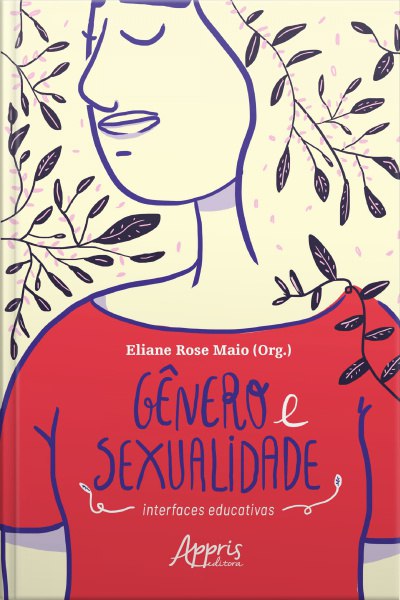 Eliane Rose Maio (Org.)
GÊNERO e
SEXUALIDADE
interfaces educativas
Appris
editora